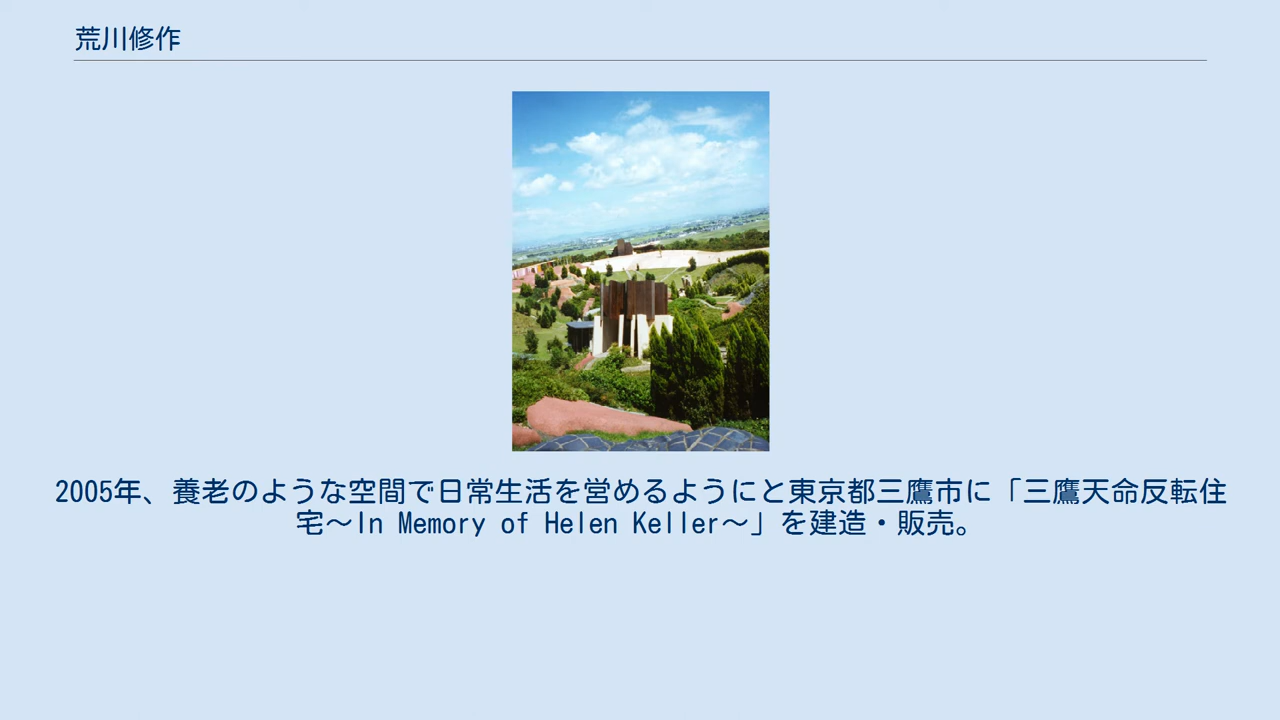 荒川修作
2005年、養老のような空間で日常生活を営めるようにと東京都三鷹市に「三鷹天命反転住
宅～In Memory of Helen Keller～」を建造・販売。